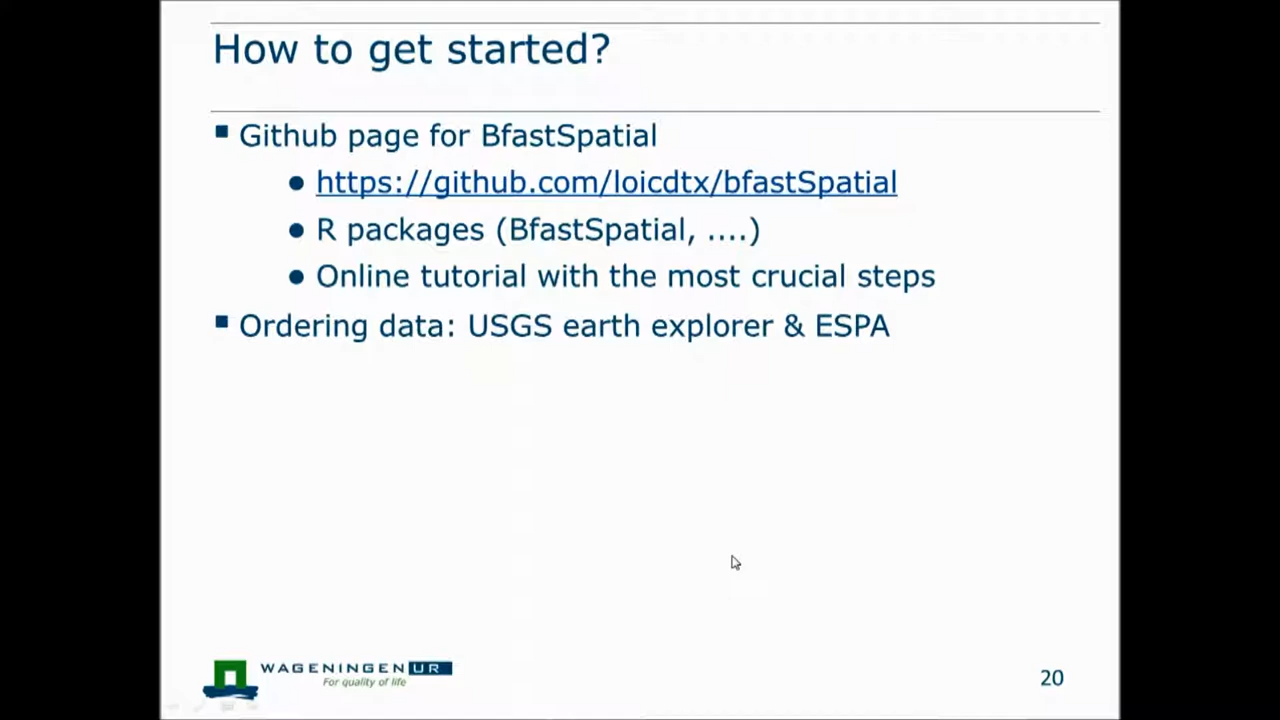 How to get started?
Github page for BfastSpatial
https://github.com/loicdtx/bfastSpatial
R packages (BfastSpatial, ....)
Online tutorial with the most crucial steps
Ordering data: USGS earth explorer & ESPA
WAGENINGEN UR
For quality of life
20